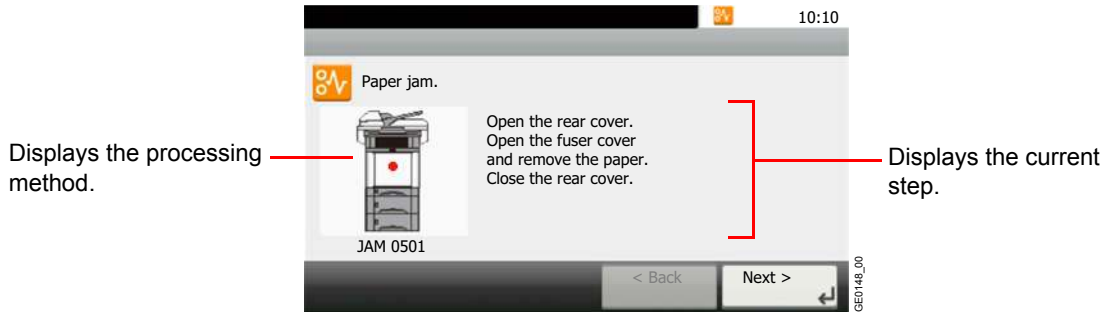 10:10
Paper jam.
Open the rear cover.
Open the fuser cover
and remove the paper.
Close the rear cover.
JAM 0501
< Back
Next >
Displays the processing
method.
Displays the current
step.
GE0148_00